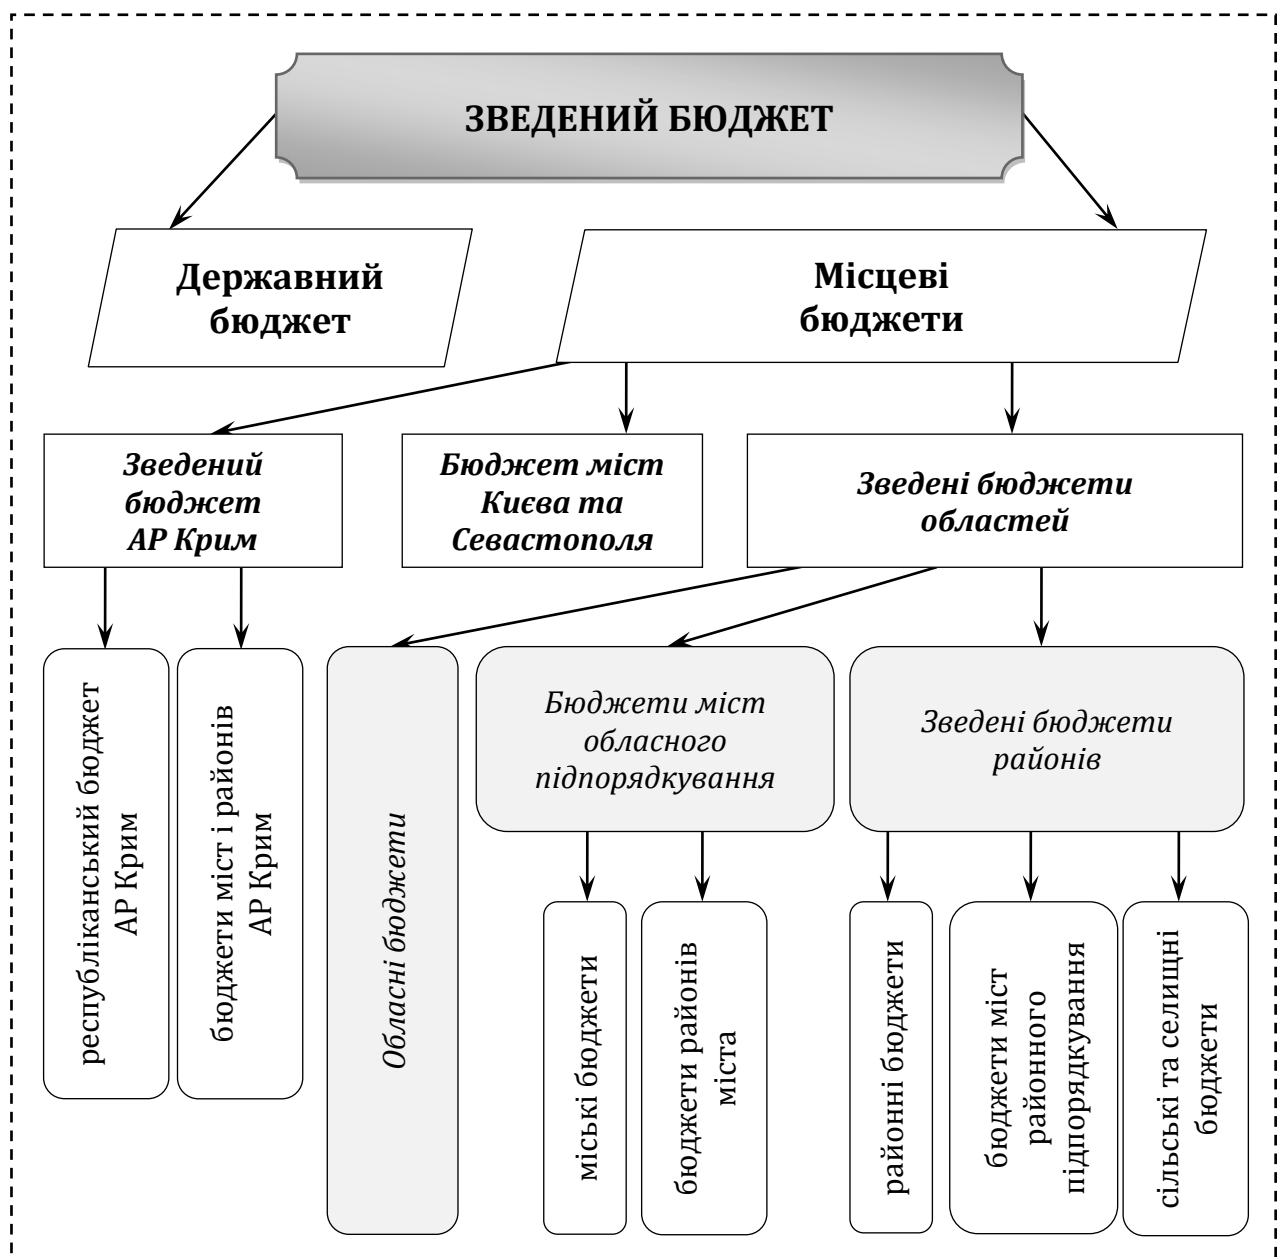 ЗВЕДЕНИЙ БЮДЖЕТ
Державний
бюджет
Місцеві
бюджети
Зведений
бюджет
АР Крим
Бюджет міст
Києва та
Севастополя
Зведені бюджети
областей
республіканський бюджет
АР Крим
бюджети міст і районів
АР Крим
Обласні бюджети
Бюджети міст
обласного
підпорядкування
Зведені бюджети
районів
міські бюджети
бюджети районів
міста
районні бюджети
бюджети міст
районного
підпорядкування
сільські та селищні
бюджети